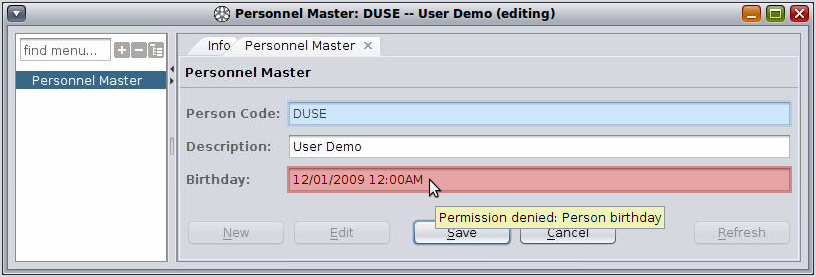 Personnel Master: DUSE -- User Demo (editing)
find menu...
Personnel Master
Info
Personnel Master
Personnel Master
Person Code: DUSE
Description: User Demo
Birthday: 12/01/2009 12:00AM
Permission denied: Person birthday
New Edit Save Cancel Refresh